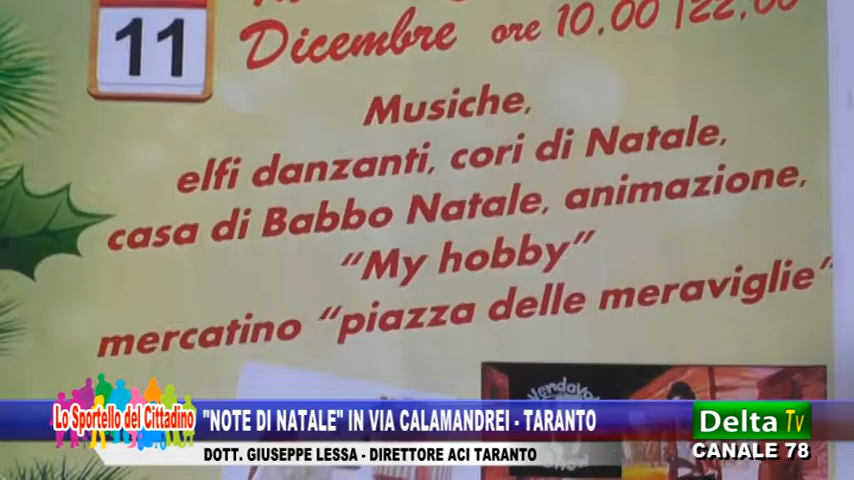 11
Dicembre ore 10,00 / 22,00
Musiche,
elfi danzanti, cori di Natale,
casa di Babbo Natale, animazione,
"My hobby"
mercatino "piazza delle meraviglie"
Lo Sportello del Cittadino
"NOTE DI NATALE" IN VIA CALAMANDREI - TARANTO
DOTT. GIUSEPPE LESSA - DIRETTORE ACI TARANTO
Delta Tv
CANALE 78